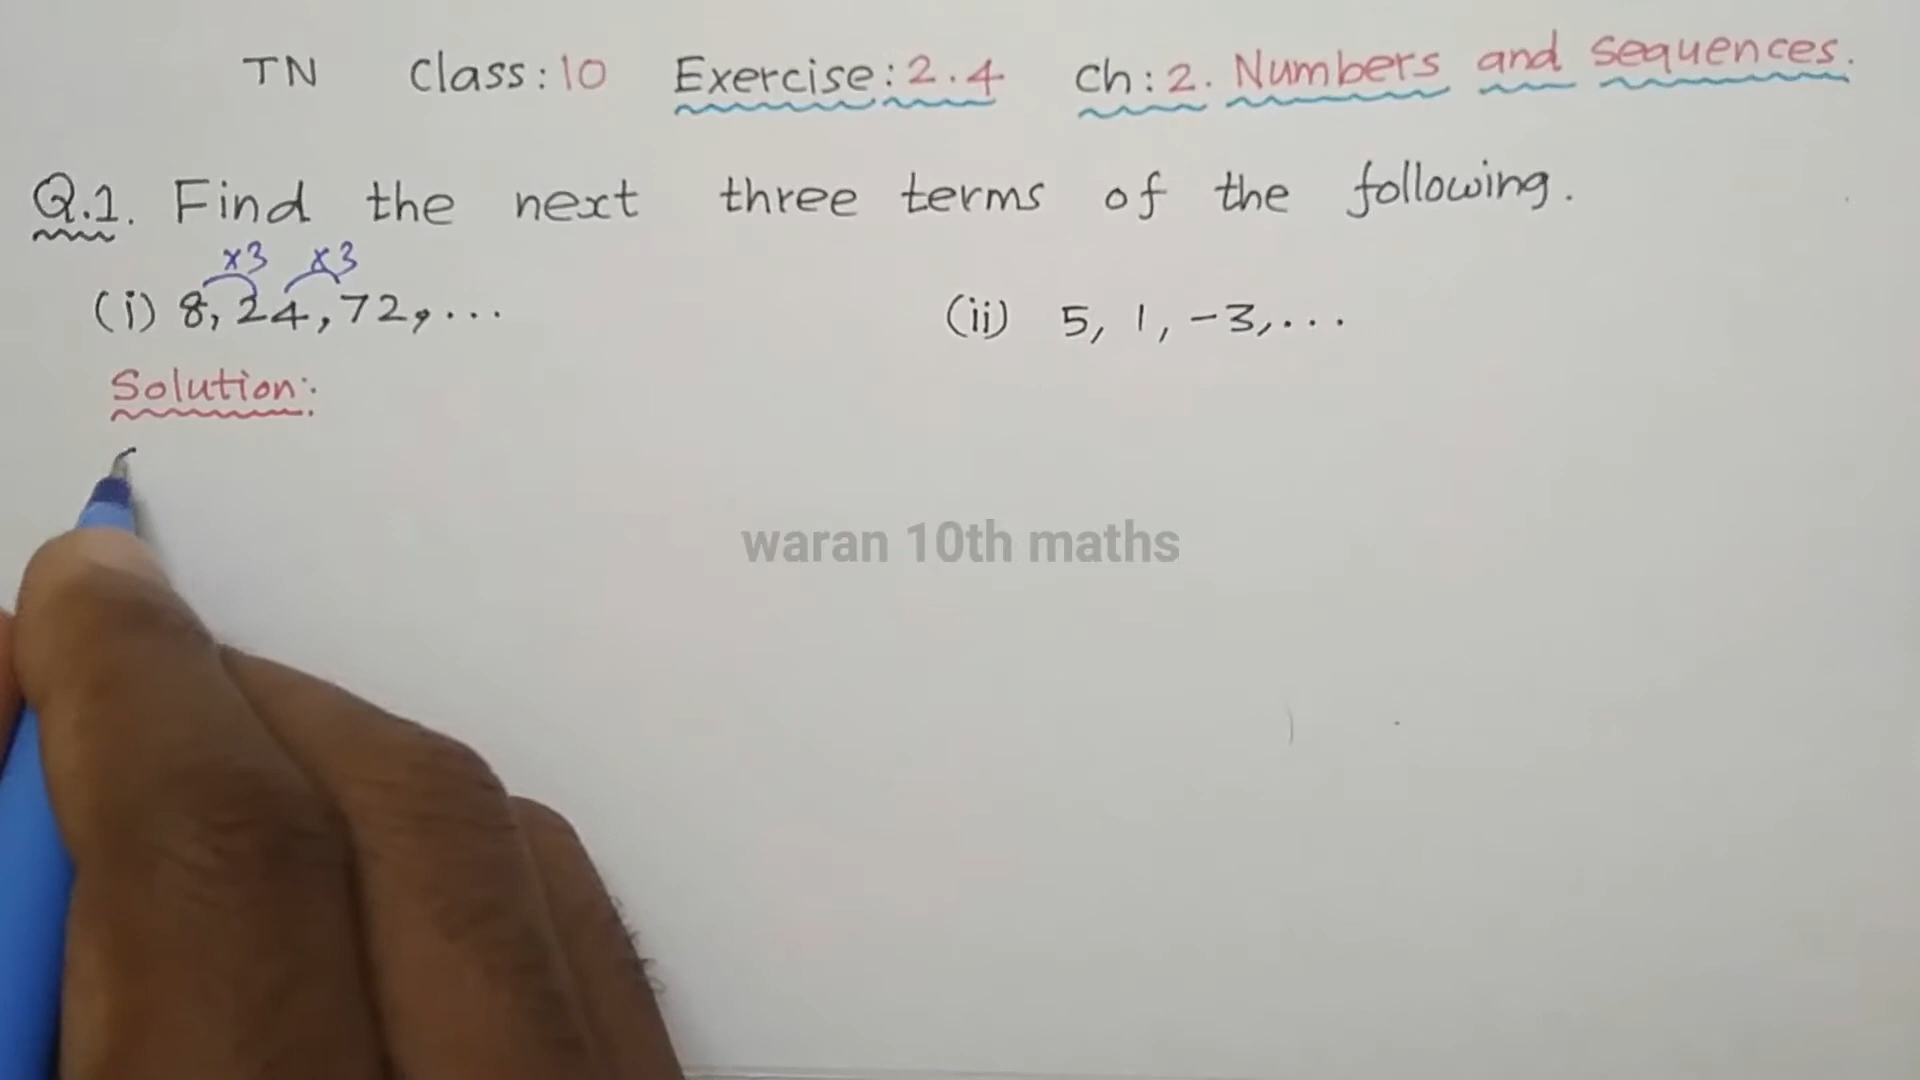 TN Class: 10 Exercise: 2.4 Ch: 2. Numbers and Sequences.
Q.1. Find the next three terms of the following.
×3 ×3
(i) 8, 24, 72, ... (ii) 5, 1, -3, ...
Solution:
waran 10th maths